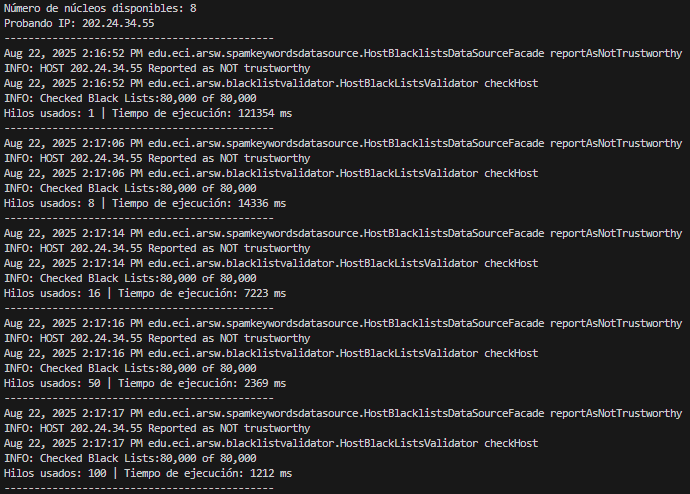 Número de núcleos disponibles: 8
Probando IP: 202.24.34.55
---------------------------------------------
Aug 22, 2025 2:16:52 PM edu.eci.arsw.spamkeywordsdatasource.HostBlacklistsDataSourceFacade reportAsNotTrustworthy
INFO: HOST 202.24.34.55 Reported as NOT trustworthy
Aug 22, 2025 2:16:52 PM edu.eci.arsw.blacklistvalidator.HostBlackListsValidator checkHost
INFO: Checked Black Lists:80,000 of 80,000
Hilos usados: 1 | Tiempo de ejecución: 121354 ms
---------------------------------------------
Aug 22, 2025 2:17:06 PM edu.eci.arsw.spamkeywordsdatasource.HostBlacklistsDataSourceFacade reportAsNotTrustworthy
INFO: HOST 202.24.34.55 Reported as NOT trustworthy
Aug 22, 2025 2:17:06 PM edu.eci.arsw.blacklistvalidator.HostBlackListsValidator checkHost
INFO: Checked Black Lists:80,000 of 80,000
Hilos usados: 8 | Tiempo de ejecución: 14336 ms
---------------------------------------------
Aug 22, 2025 2:17:14 PM edu.eci.arsw.spamkeywordsdatasource.HostBlacklistsDataSourceFacade reportAsNotTrustworthy
INFO: HOST 202.24.34.55 Reported as NOT trustworthy
Aug 22, 2025 2:17:14 PM edu.eci.arsw.blacklistvalidator.HostBlackListsValidator checkHost
INFO: Checked Black Lists:80,000 of 80,000
Hilos usados: 16 | Tiempo de ejecución: 7223 ms
---------------------------------------------
Aug 22, 2025 2:17:16 PM edu.eci.arsw.spamkeywordsdatasource.HostBlacklistsDataSourceFacade reportAsNotTrustworthy
INFO: HOST 202.24.34.55 Reported as NOT trustworthy
Aug 22, 2025 2:17:16 PM edu.eci.arsw.blacklistvalidator.HostBlackListsValidator checkHost
INFO: Checked Black Lists:80,000 of 80,000
Hilos usados: 50 | Tiempo de ejecución: 2369 ms
---------------------------------------------
Aug 22, 2025 2:17:17 PM edu.eci.arsw.spamkeywordsdatasource.HostBlacklistsDataSourceFacade reportAsNotTrustworthy
INFO: HOST 202.24.34.55 Reported as NOT trustworthy
Aug 22, 2025 2:17:17 PM edu.eci.arsw.blacklistvalidator.HostBlackListsValidator checkHost
INFO: Checked Black Lists:80,000 of 80,000
Hilos usados: 100 | Tiempo de ejecución: 1212 ms
---------------------------------------------